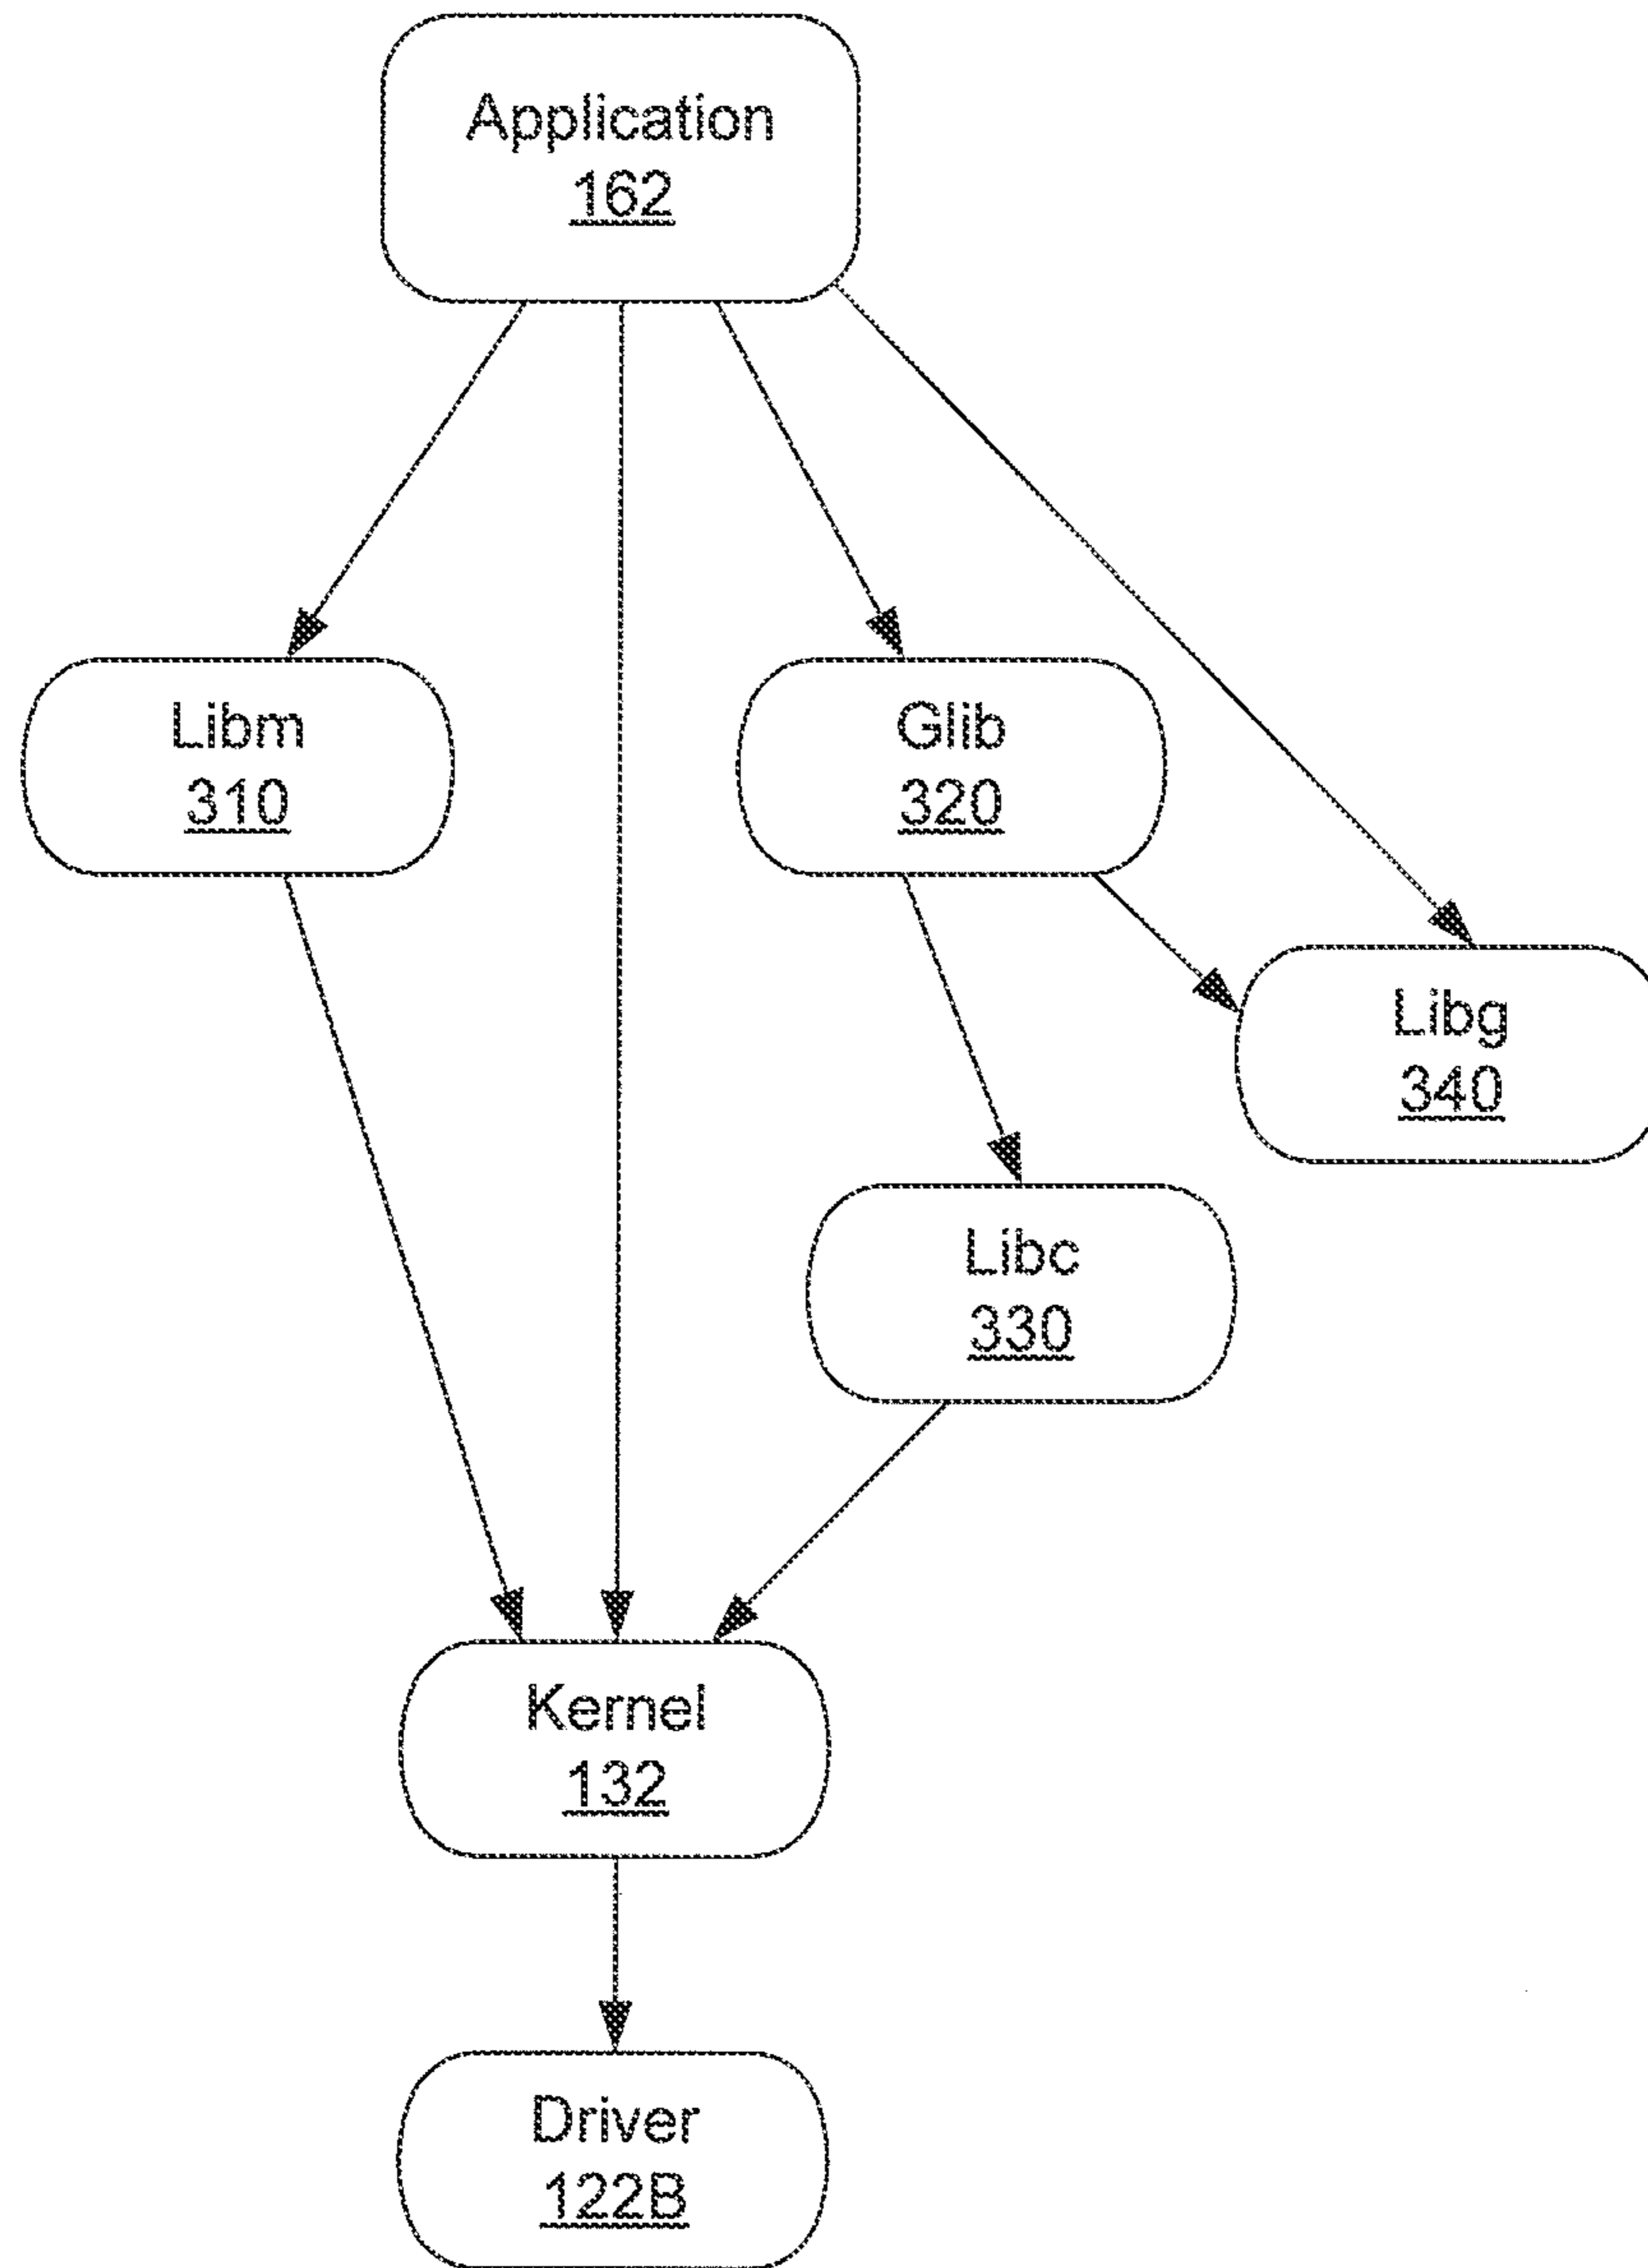 Application
162
Libm
310
Glib
320
Libg
340
Libc
330
Kernel
132
Driver
122B